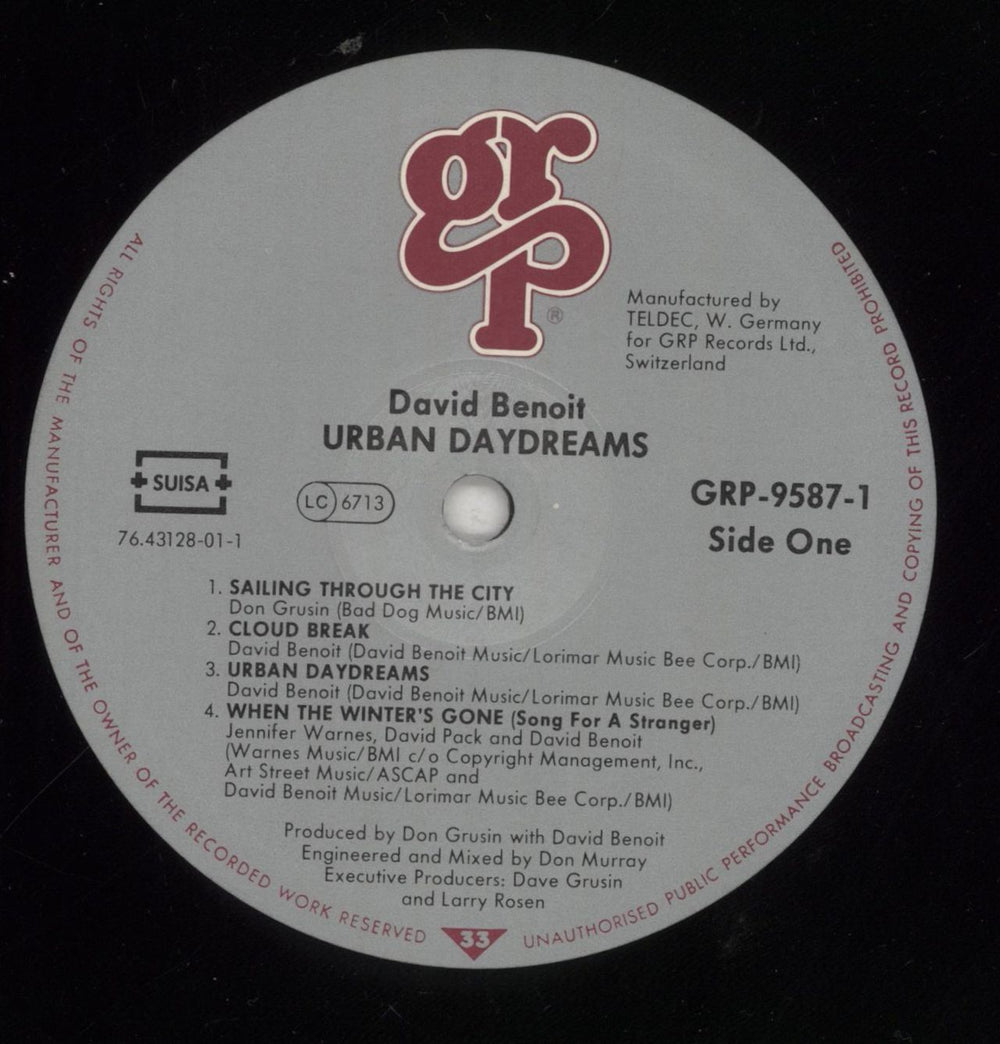 grp
®
Manufactured by
TELDEC, W. Germany
for GRP Records Ltd.,
Switzerland
David Benoit
URBAN DAYDREAMS
SUISA
LC 6713
76.43128-01-1
GRP-9587-1
Side One
1. SAILING THROUGH THE CITY
Don Grusin (Bad Dog Music/BMI)
2. CLOUD BREAK
David Benoit (David Benoit Music/Lorimar Music Bee Corp./BMI)
3. URBAN DAYDREAMS
David Benoit (David Benoit Music/Lorimar Music Bee Corp./BMI)
4. WHEN THE WINTER'S GONE (Song For A Stranger)
Jennifer Warnes, David Pack and David Benoit
(Warnes Music/BMI c/o Copyright Management, Inc.,
Art Street Music/ASCAP and
David Benoit Music/Lorimar Music Bee Corp./BMI)
Produced by Don Grusin with David Benoit
Engineered and Mixed by Don Murray
Executive Producers: Dave Grusin
and Larry Rosen
ALL RIGHTS OF THE MANUFACTURER AND OF THE OWNER OF THE RECORDED WORK RESERVED
33
UNAUTHORISED PUBLIC PERFORMANCE BROADCASTING AND COPYING OF THIS RECORD PROHIBITED